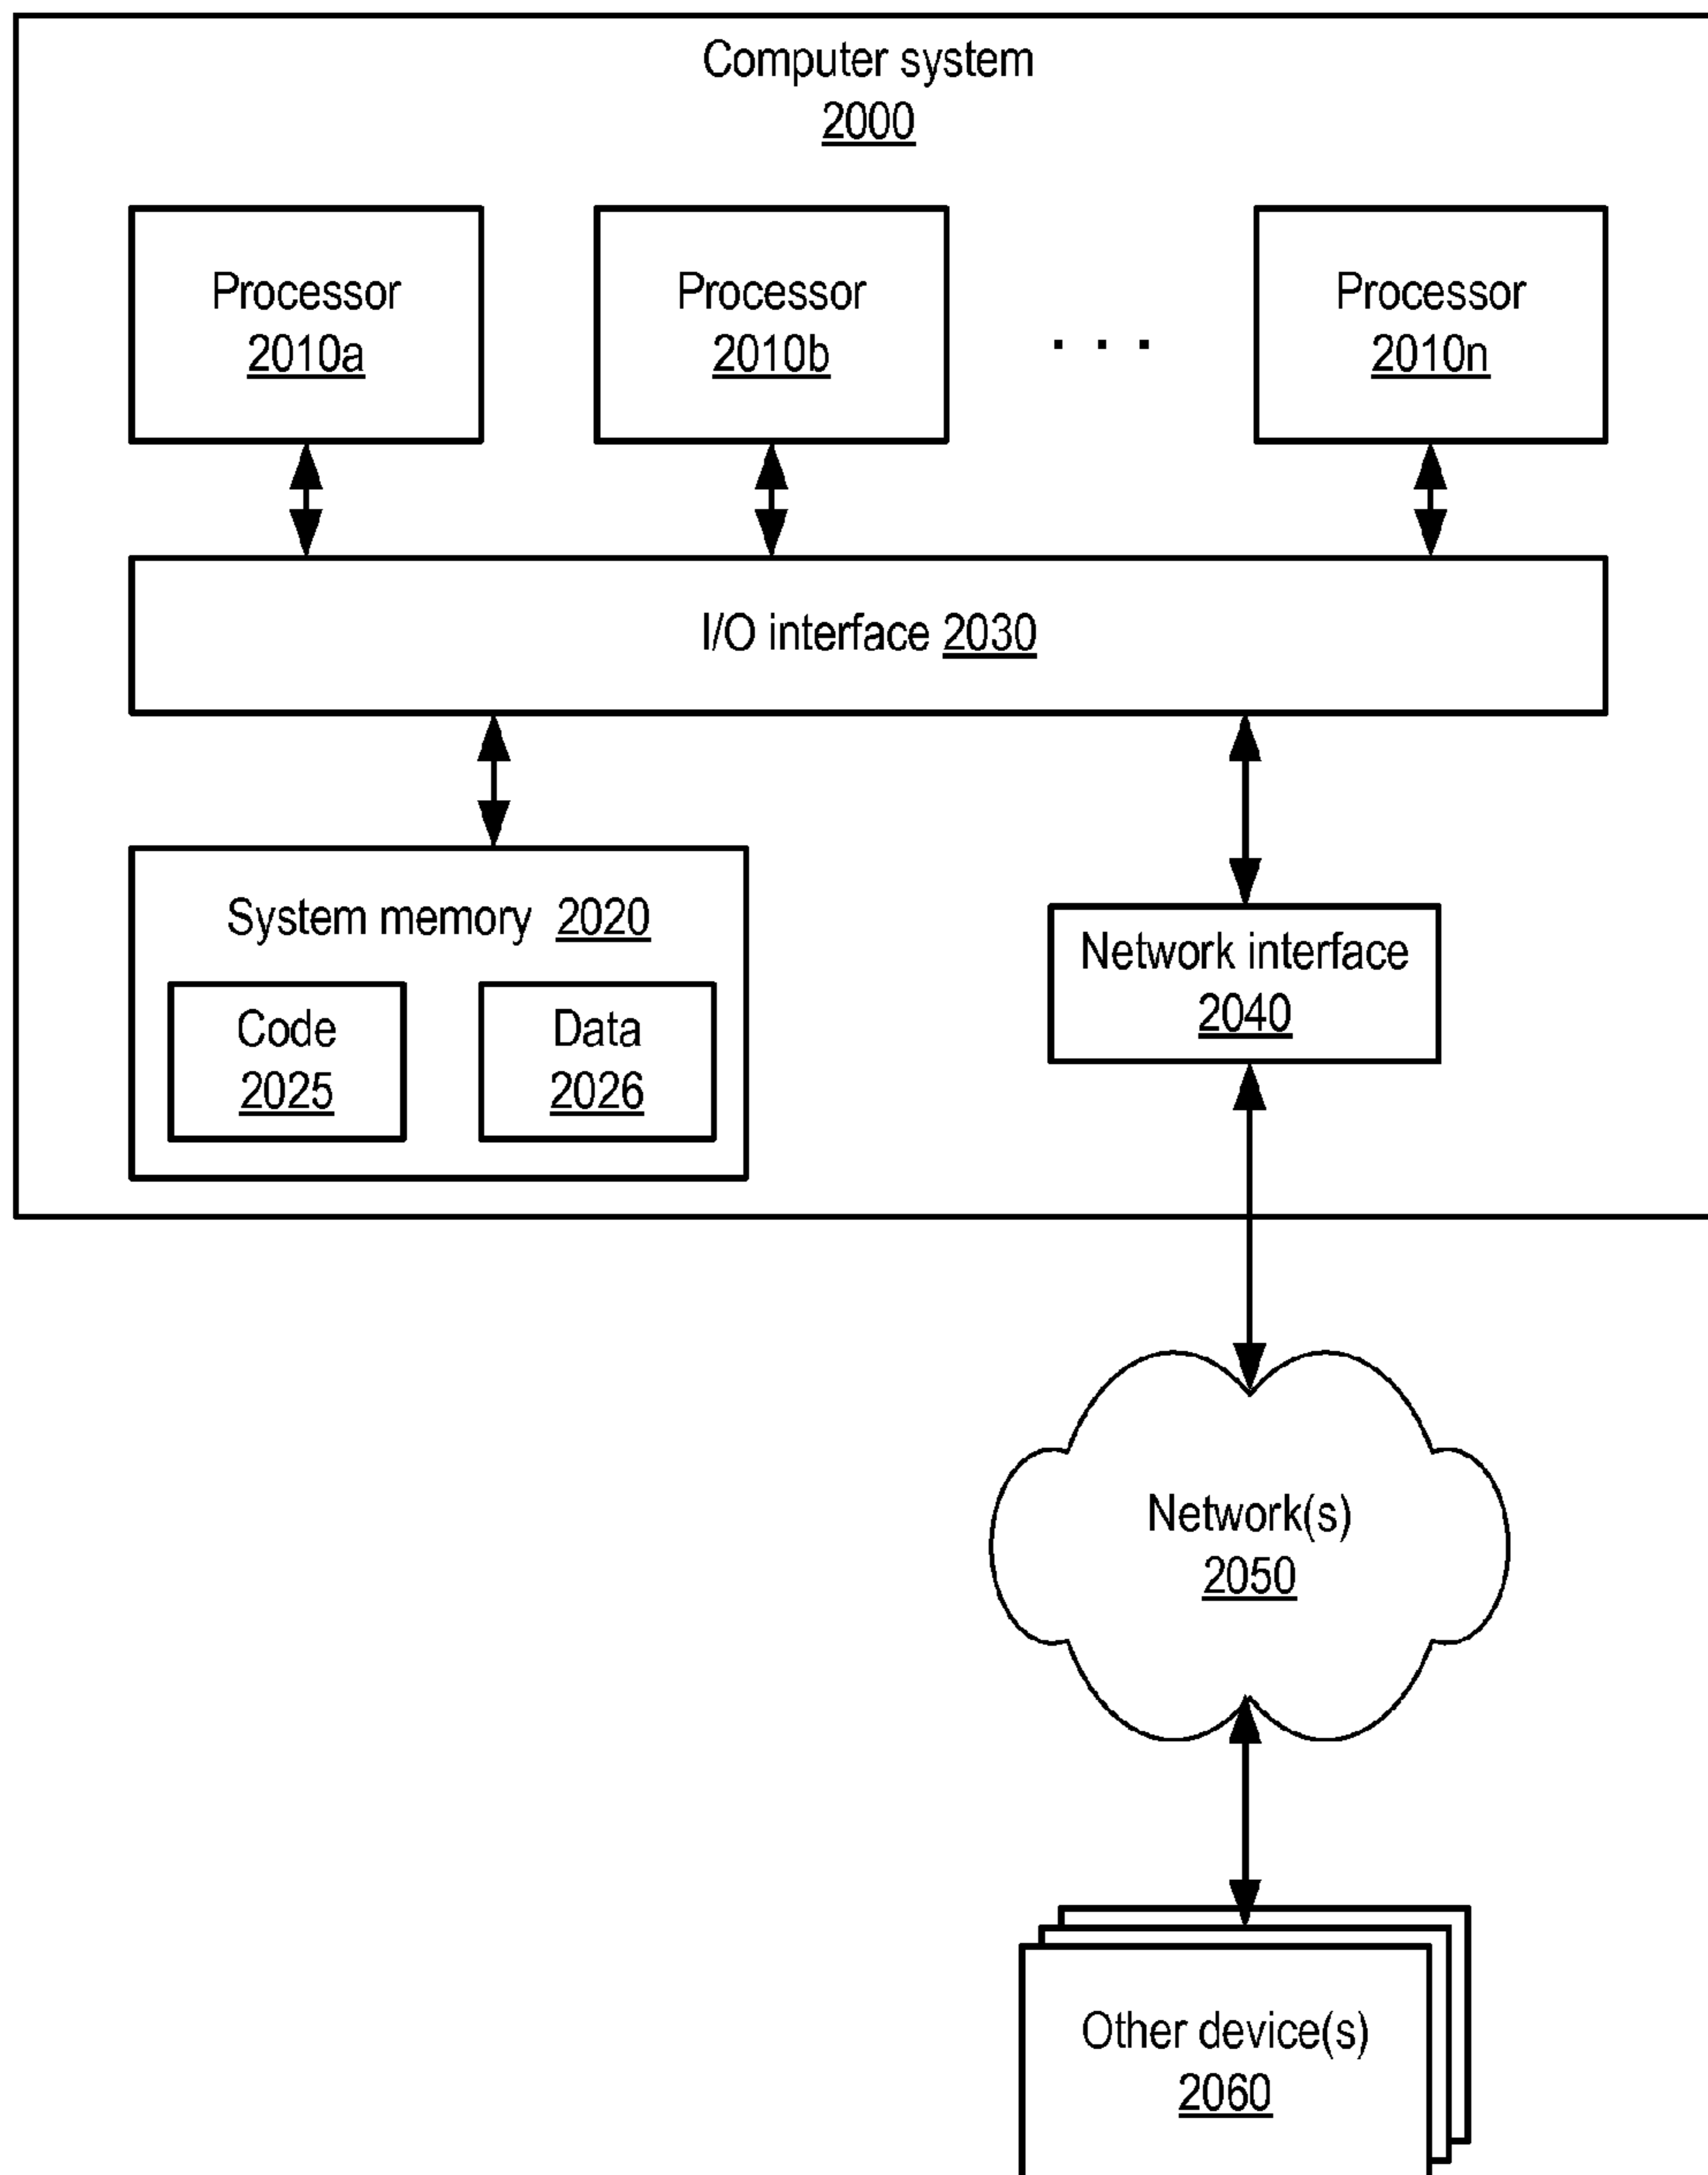 Computer system
2000
Processor
2010a
Processor
2010b
. . .
Processor
2010n
I/O interface 2030
System memory 2020
Code
2025
Data
2026
Network interface
2040
Network(s)
2050
Other device(s)
2060